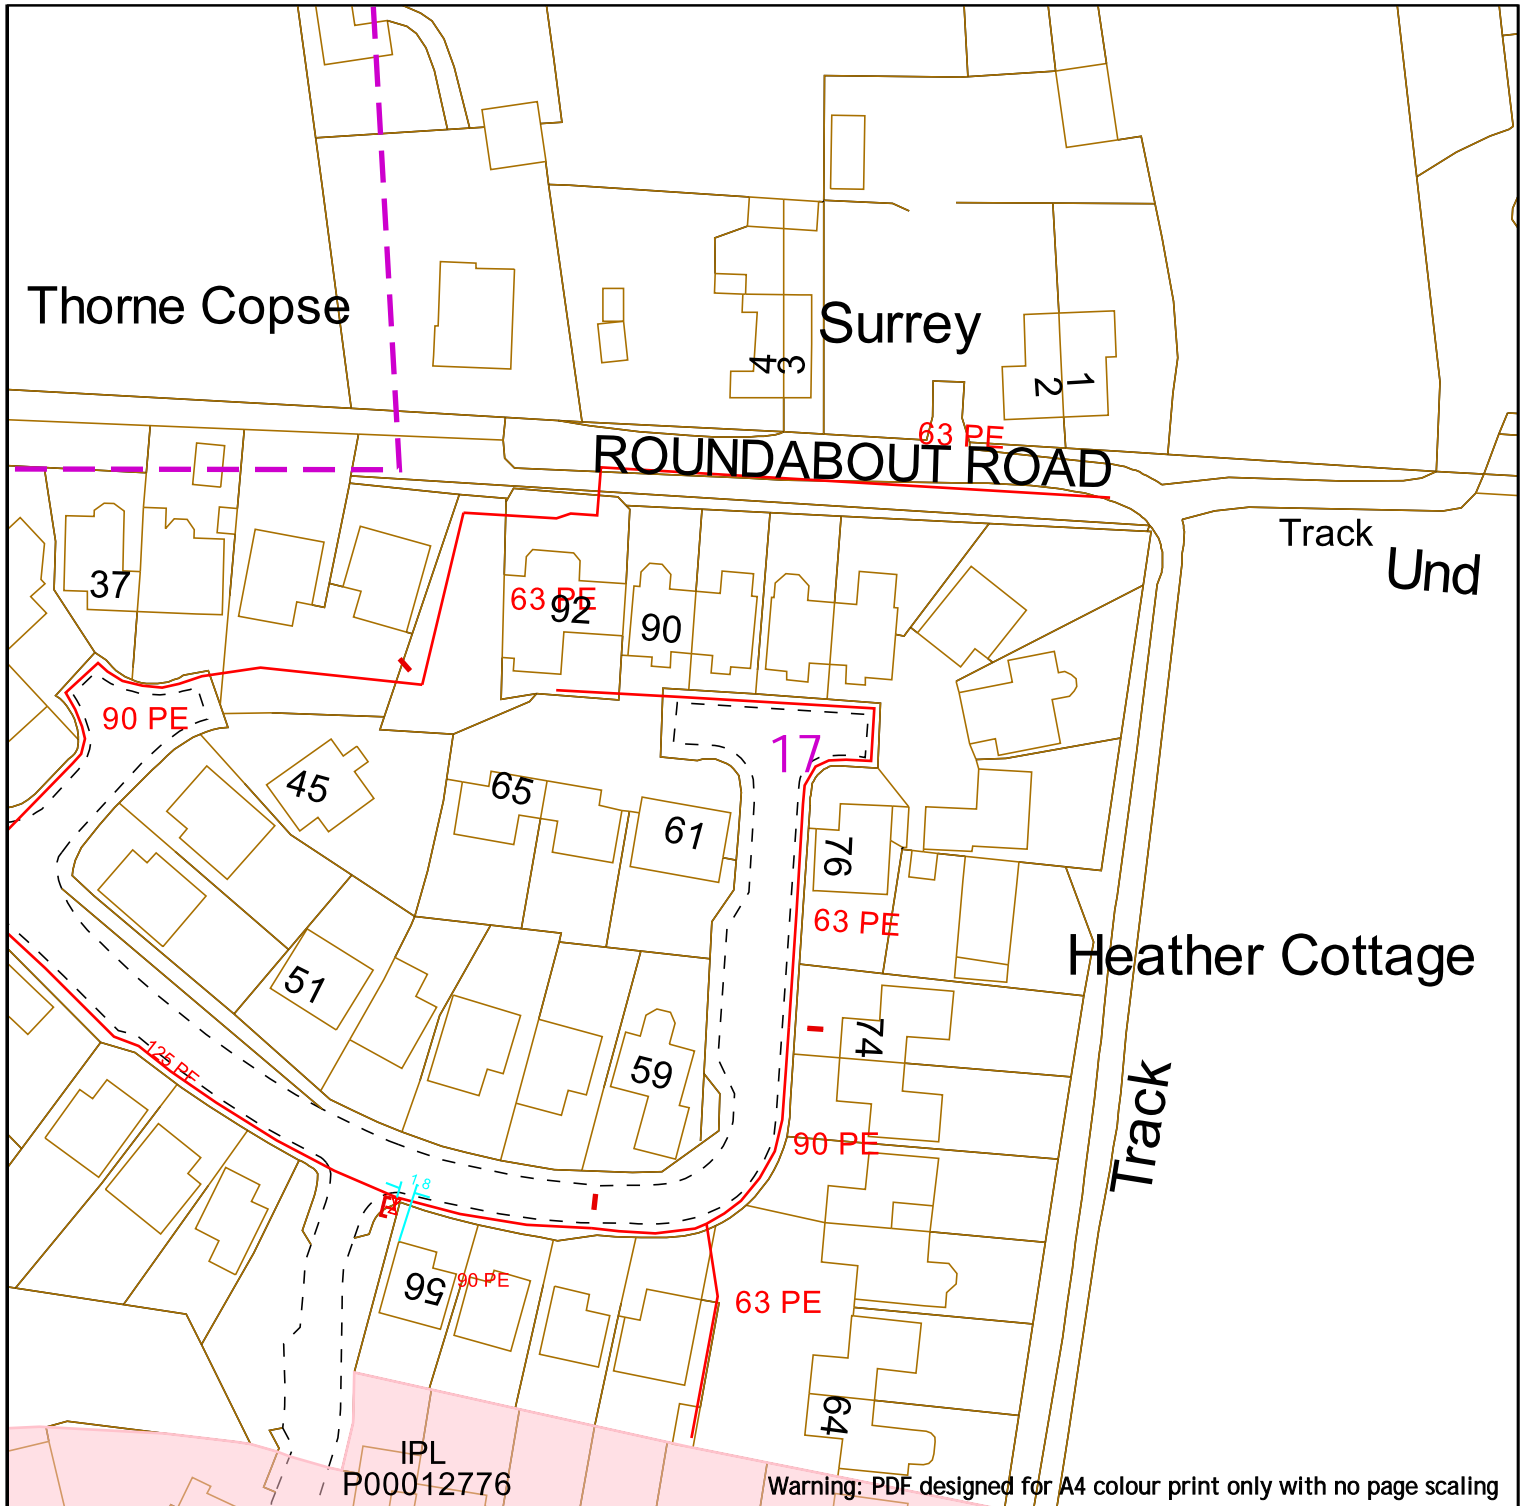 Thorne Copse
Surrey
4
3
2
1
63 PE
ROUNDABOUT ROAD
Track
Und
37
63 PE
92
90
90 PE
17
45
65
61
76
63 PE
Heather Cottage
51
74
59
125 PE
Track
90 PE
1.8
56
90 PE
63 PE
64
IPL
P00012776
Warning: PDF designed for A4 colour print only with no page scaling